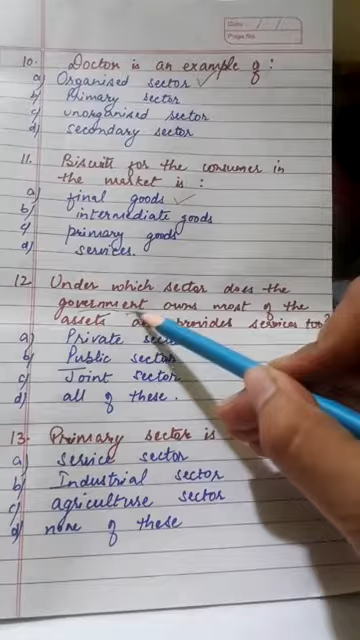 Date
Page No.
10. Doctor is an example of :
a) Organised sector ✓
b) Primary sector
c) unorganised sector
d) secondary sector
11. Biscuits for the consumer in
the market is :
a) final goods ✓
b) intermediate goods
c) primary goods
d) services.
12. Under which sector does the
government owns most of the
assets provides services too?
a) Private
b) Public sector
c) Joint sector
d) all of these.
13. Primary sector is
a) service sector
b) Industrial sector
c) agriculture sector
d) none of these